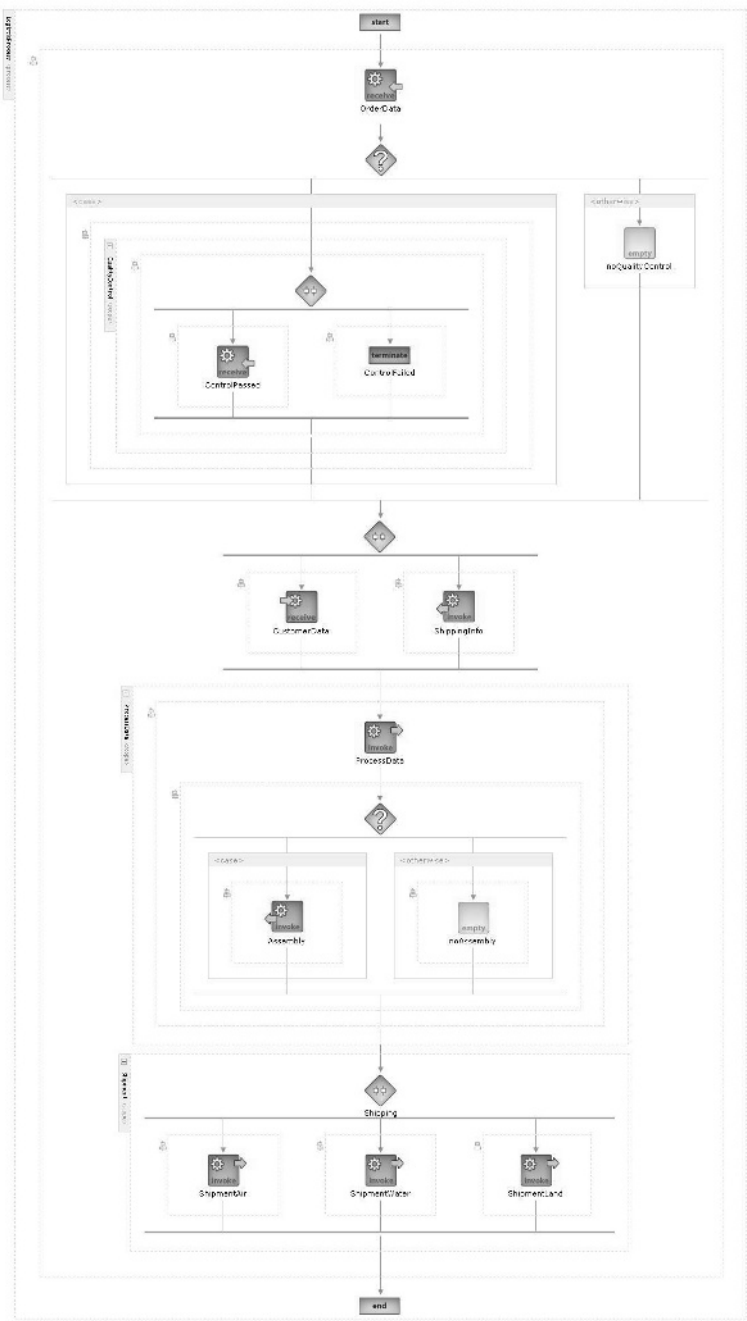 start
receive
OrderData
<case>
<otherwise>
empty
noQualityControl
receive
ControlPassed
terminate
ControlFailed
receive
CustomerData
invoke
ShippingInfo
invoke
ProcessData
<case>
<otherwise>
invoke
Assembly
empty
noAssembly
Shipping
invoke
ShipmentAir
invoke
ShipmentWater
invoke
ShipmentLand
end